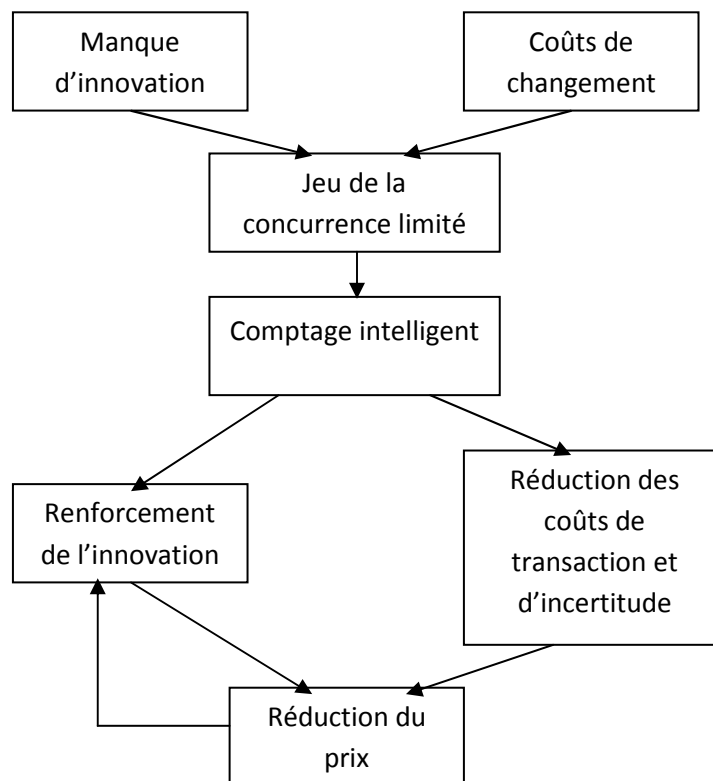 Manque
d’innovation
Coûts de
changement
Jeu de la
concurrence limité
Comptage intelligent
Renforcement
de l’innovation
Réduction des
coûts de
transaction et
d’incertitude
Réduction du
prix